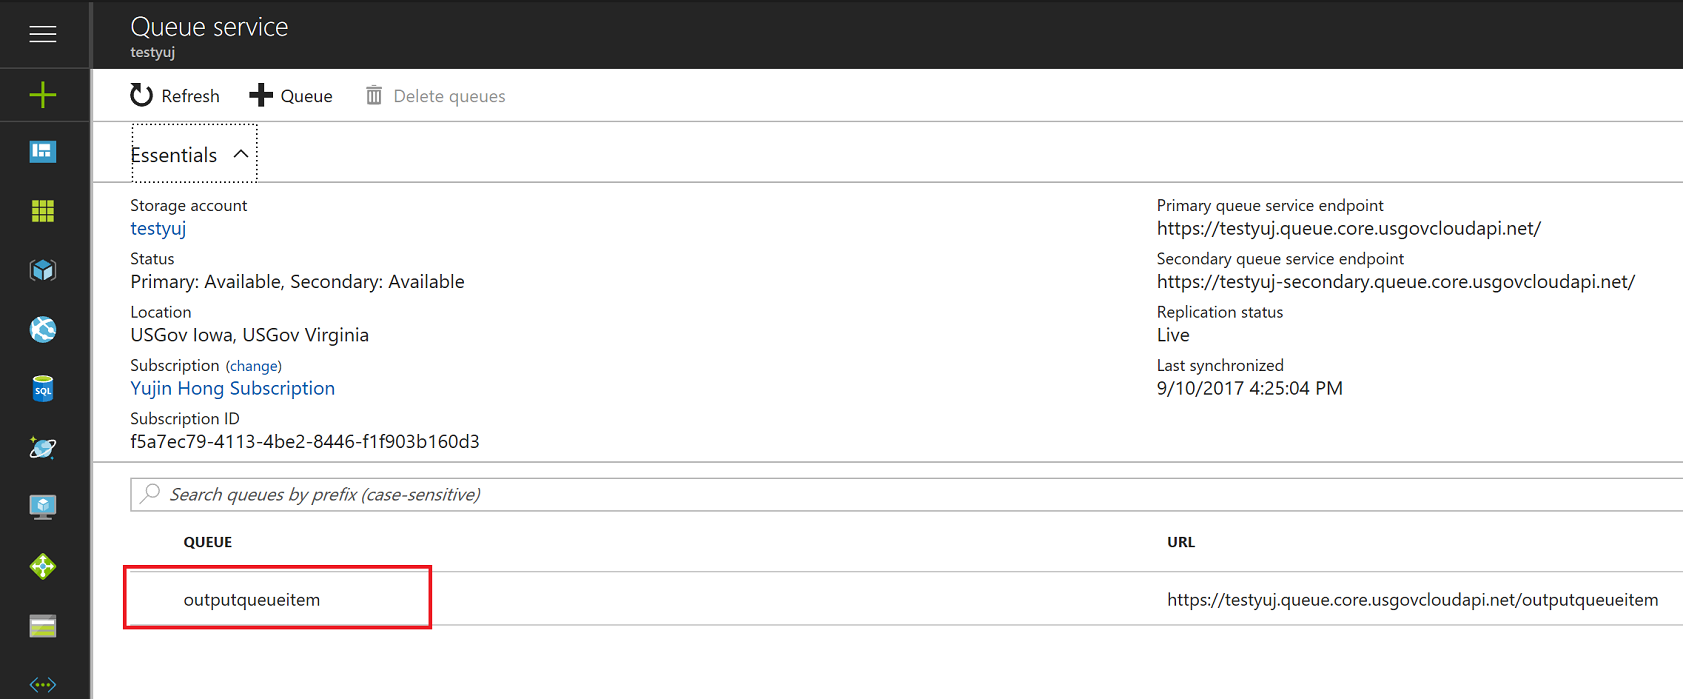 Queue service
testyuj
Refresh
Queue
Delete queues
Essentials
Storage account
testyuj
Status
Primary: Available, Secondary: Available
Location
USGov Iowa, USGov Virginia
Subscription (change)
Yujin Hong Subscription
Subscription ID
f5a7ec79-4113-4be2-8446-f1f903b160d3
Primary queue service endpoint
https://testyuj.queue.core.usgovcloudapi.net/
Secondary queue service endpoint
https://testyuj-secondary.queue.core.usgovcloudapi.net/
Replication status
Live
Last synchronized
9/10/2017 4:25:04 PM
Search queues by prefix (case-sensitive)
QUEUE
URL
outputqueueitem
https://testyuj.queue.core.usgovcloudapi.net/outputqueueitem
SQL